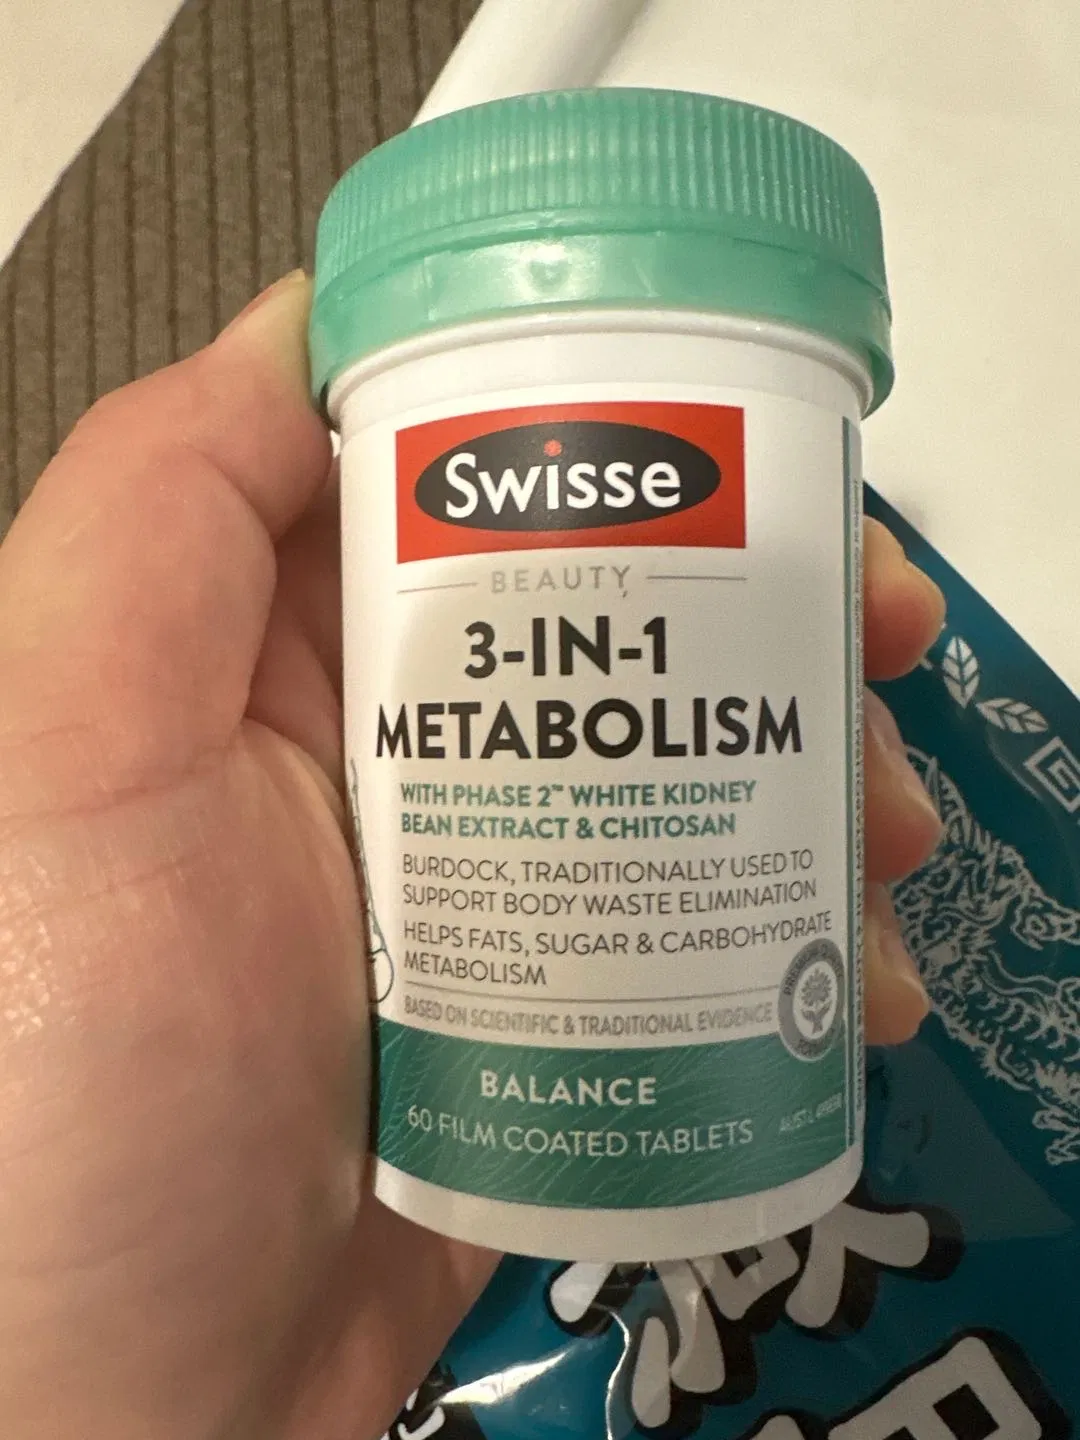 Swisse
BEAUTY
3-IN-1
METABOLISM
WITH PHASE 2™ WHITE KIDNEY
BEAN EXTRACT & CHITOSAN
BURDOCK, TRADITIONALLY USED TO
SUPPORT BODY WASTE ELIMINATION
HELPS FATS, SUGAR & CARBOHYDRATE
METABOLISM
BASED ON SCIENTIFIC & TRADITIONAL EVIDENCE
BALANCE
60 FILM COATED TABLETS
AUST L